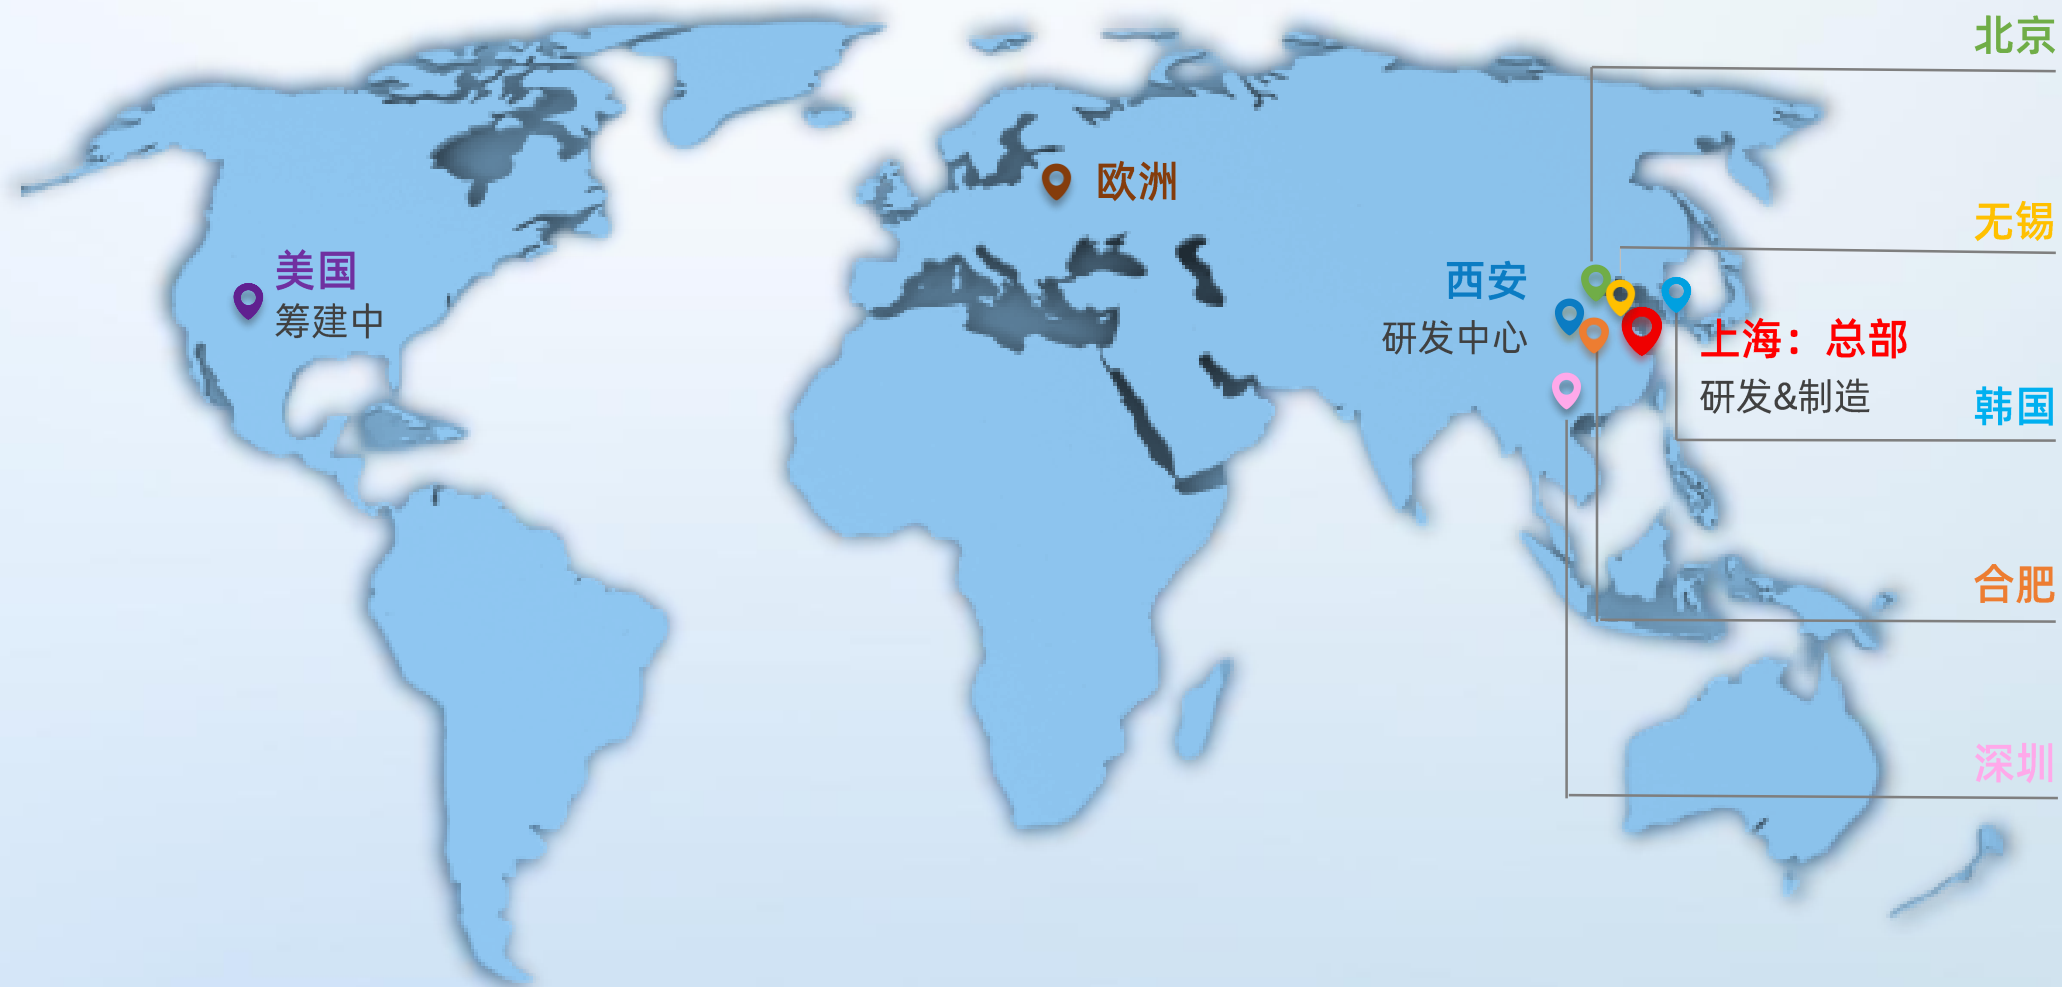 北京
欧洲
无锡
美国
筹建中
西安
研发中心
上海：总部
研发&制造
韩国
合肥
深圳